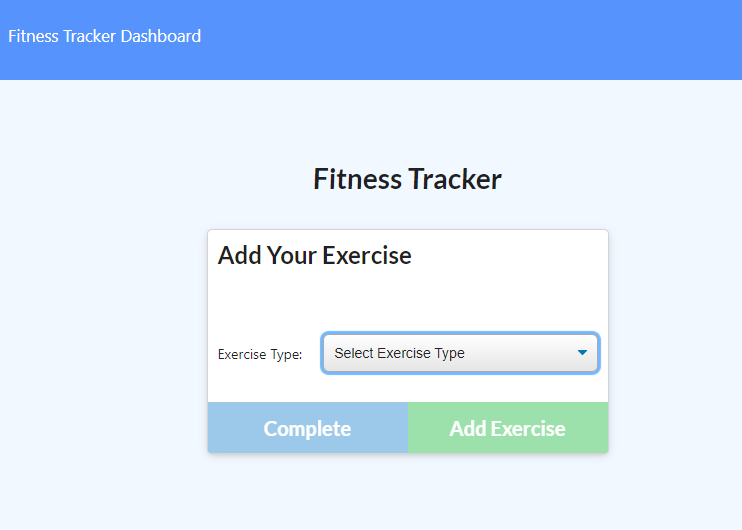 Fitness Tracker Dashboard
Fitness Tracker
Add Your Exercise
Exercise Type: Select Exercise Type
Complete Add Exercise